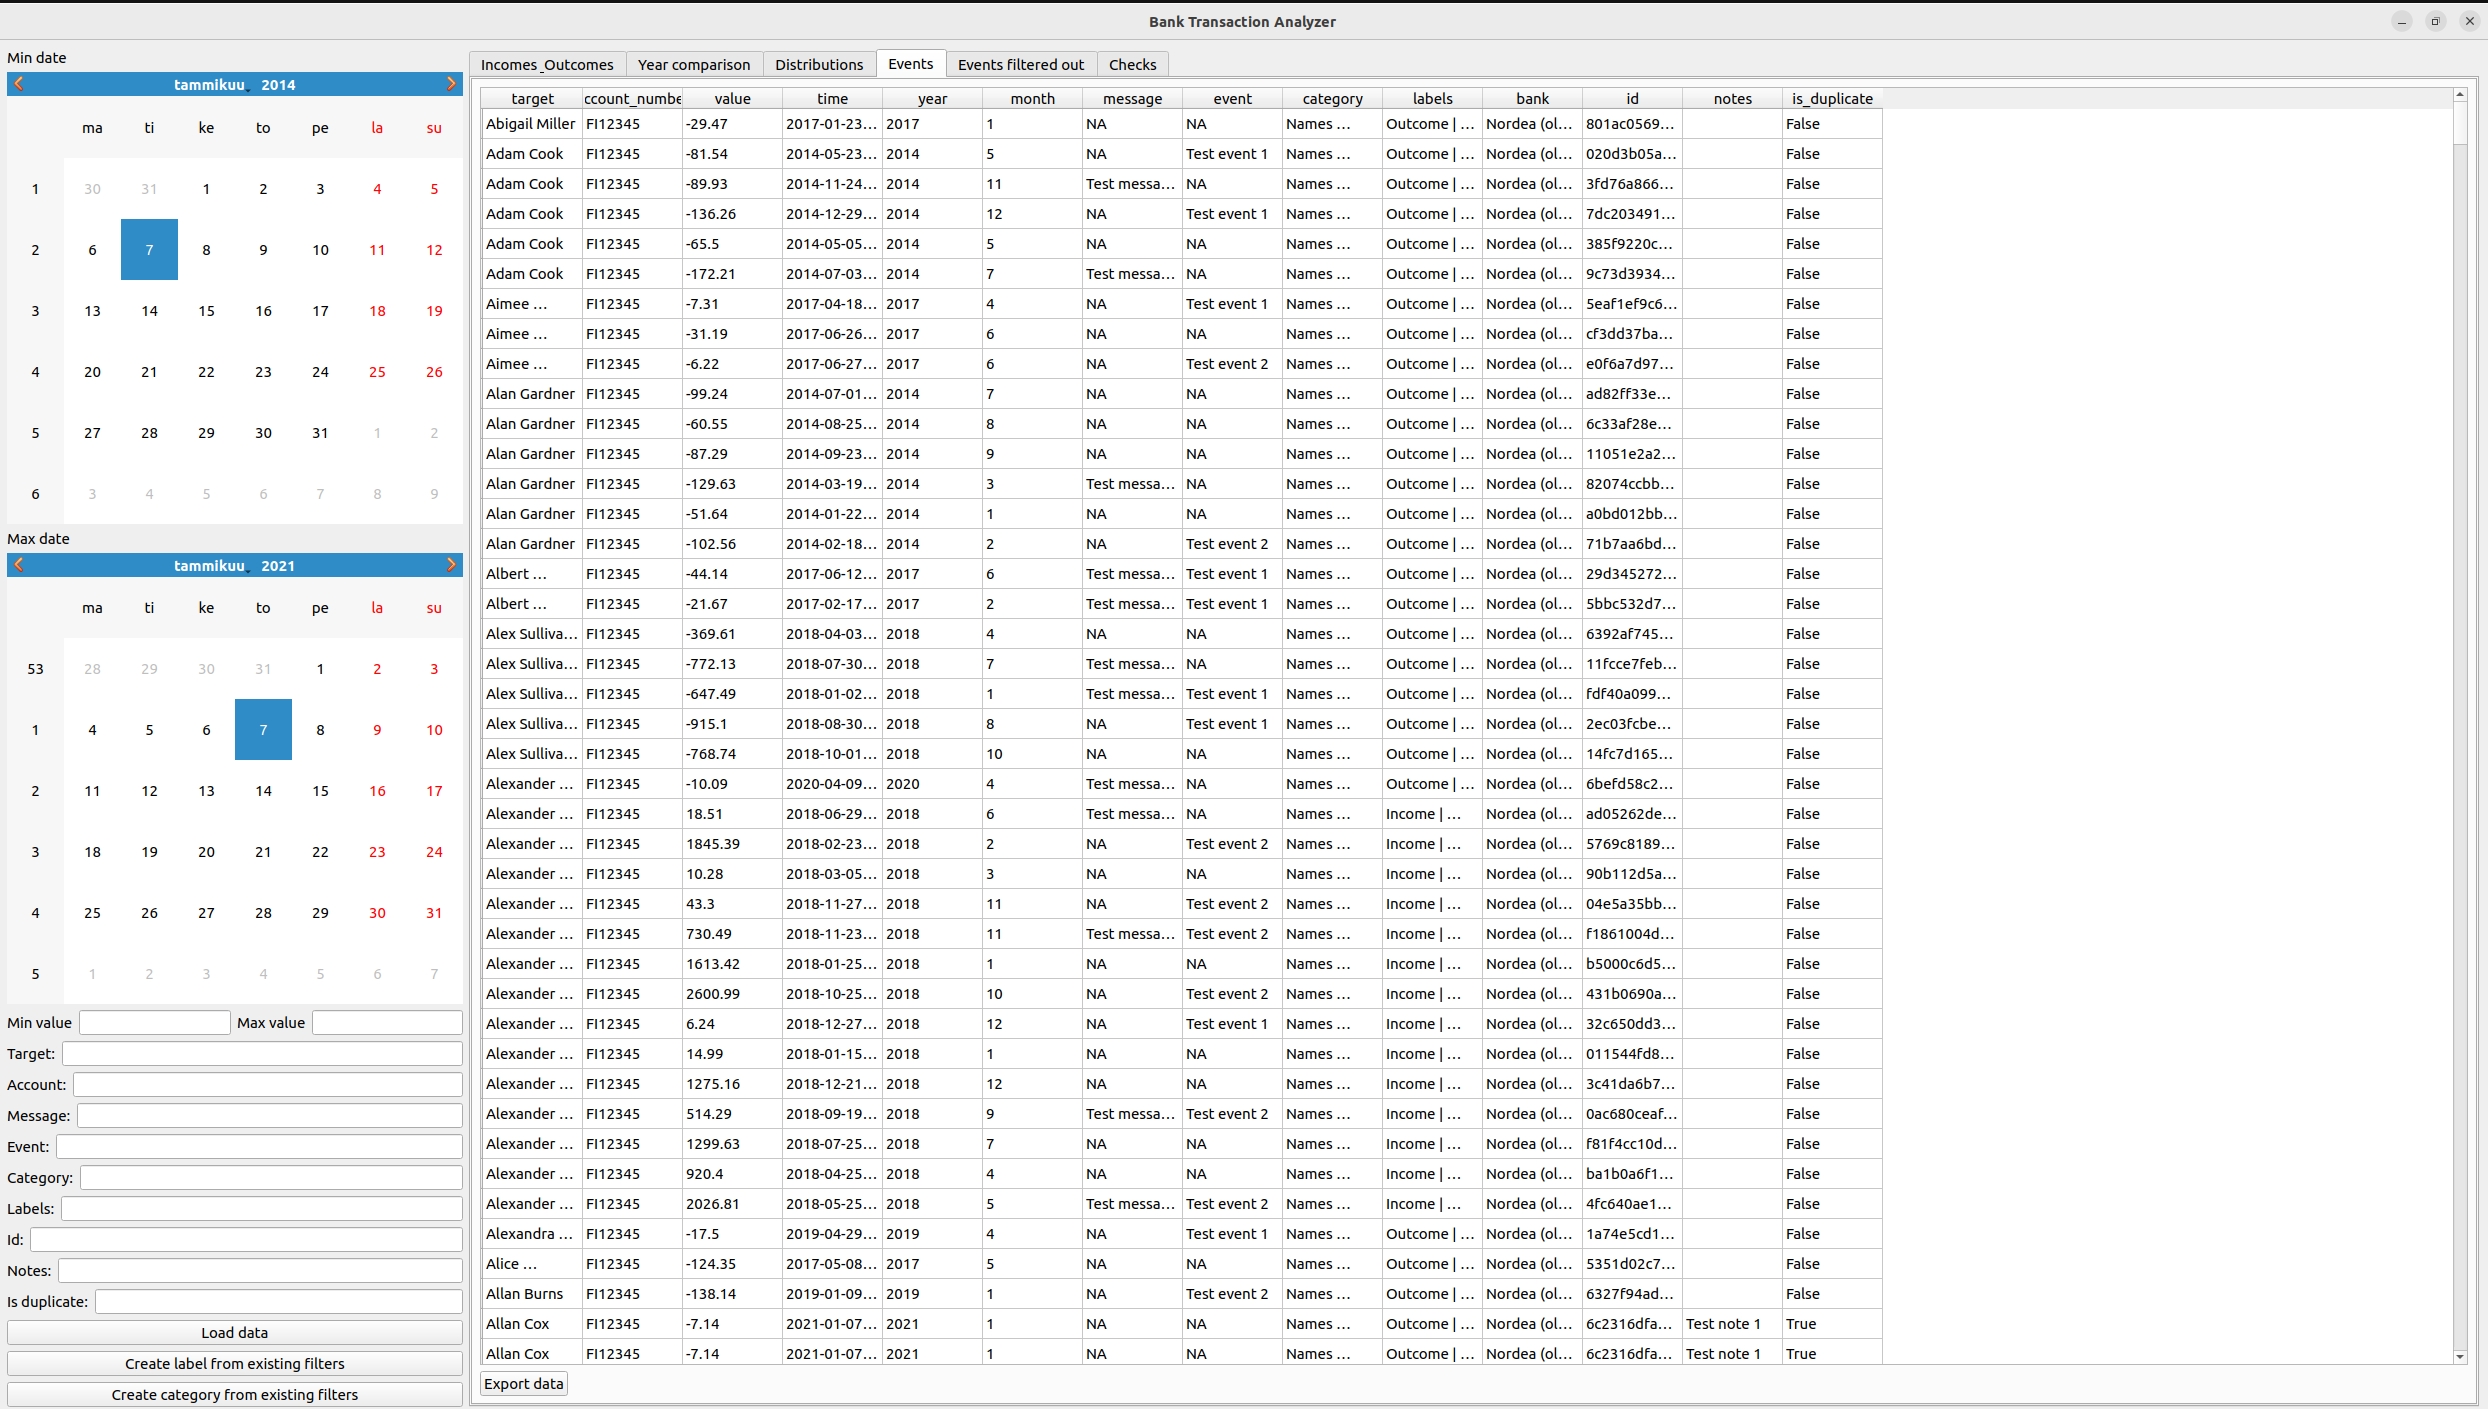 Bank Transaction Analyzer
Min date
tammikuu, 2014
ma ti ke to pe la su
1 30 31 1 2 3 4 5
2 6 7 8 9 10 11 12
3 13 14 15 16 17 18 19
4 20 21 22 23 24 25 26
5 27 28 29 30 31 1 2
6 3 4 5 6 7 8 9
Max date
tammikuu, 2021
ma ti ke to pe la su
53 28 29 30 31 1 2 3
1 4 5 6 7 8 9 10
2 11 12 13 14 15 16 17
3 18 19 20 21 22 23 24
4 25 26 27 28 29 30 31
5 1 2 3 4 5 6 7
Min value Max value
Target:
Account:
Message:
Event:
Category:
Labels:
Id:
Notes:
Is duplicate:
Load data
Create label from existing filters
Create category from existing filters
Incomes_Outcomes Year comparison Distributions Events Events filtered out Checks
target ccount_numbe value time year month message event category labels bank id notes is_duplicate
Abigail Miller FI12345 -29.47 2017-01-23… 2017 1 NA NA Names … Outcome | … Nordea (ol… 801ac0569… False
Adam Cook FI12345 -81.54 2014-05-23… 2014 5 NA Test event 1 Names … Outcome | … Nordea (ol… 020d3b05a… False
Adam Cook FI12345 -89.93 2014-11-24… 2014 11 Test messa… NA Names … Outcome | … Nordea (ol… 3fd76a866… False
Adam Cook FI12345 -136.26 2014-12-29… 2014 12 NA Test event 1 Names … Outcome | … Nordea (ol… 7dc203491… False
Adam Cook FI12345 -65.5 2014-05-05… 2014 5 NA NA Names … Outcome | … Nordea (ol… 385f9220c… False
Adam Cook FI12345 -172.21 2014-07-03… 2014 7 Test messa… NA Names … Outcome | … Nordea (ol… 9c73d3934… False
Aimee … FI12345 -7.31 2017-04-18… 2017 4 NA Test event 1 Names … Outcome | … Nordea (ol… 5eaf1ef9c6… False
Aimee … FI12345 -31.19 2017-06-26… 2017 6 NA NA Names … Outcome | … Nordea (ol… cf3dd37ba… False
Aimee … FI12345 -6.22 2017-06-27… 2017 6 NA Test event 2 Names … Outcome | … Nordea (ol… e0f6a7d97… False
Alan Gardner FI12345 -99.24 2014-07-01… 2014 7 NA NA Names … Outcome | … Nordea (ol… ad82ff33e… False
Alan Gardner FI12345 -60.55 2014-08-25… 2014 8 NA NA Names … Outcome | … Nordea (ol… 6c33af28e… False
Alan Gardner FI12345 -87.29 2014-09-23… 2014 9 NA NA Names … Outcome | … Nordea (ol… 11051e2a2… False
Alan Gardner FI12345 -129.63 2014-03-19… 2014 3 Test messa… NA Names … Outcome | … Nordea (ol… 82074ccbb… False
Alan Gardner FI12345 -51.64 2014-01-22… 2014 1 NA NA Names … Outcome | … Nordea (ol… a0bd012bb… False
Alan Gardner FI12345 -102.56 2014-02-18… 2014 2 NA Test event 2 Names … Outcome | … Nordea (ol… 71b7aa6bd… False
Albert … FI12345 -44.14 2017-06-12… 2017 6 Test messa… Test event 1 Names … Outcome | … Nordea (ol… 29d345272… False
Albert … FI12345 -21.67 2017-02-17… 2017 2 Test messa… Test event 1 Names … Outcome | … Nordea (ol… 5bbc532d7… False
Alex Sulliva… FI12345 -369.61 2018-04-03… 2018 4 NA NA Names … Outcome | … Nordea (ol… 6392af745… False
Alex Sulliva… FI12345 -772.13 2018-07-30… 2018 7 Test messa… NA Names … Outcome | … Nordea (ol… 11fcce7feb… False
Alex Sulliva… FI12345 -647.49 2018-01-02… 2018 1 Test messa… Test event 1 Names … Outcome | … Nordea (ol… fdf40a099… False
Alex Sulliva… FI12345 -915.1 2018-08-30… 2018 8 NA Test event 1 Names … Outcome | … Nordea (ol… 2ec03fcbe… False
Alex Sulliva… FI12345 -768.74 2018-10-01… 2018 10 NA NA Names … Outcome | … Nordea (ol… 14fc7d165… False
Alexander … FI12345 -10.09 2020-04-09… 2020 4 Test messa… NA Names … Outcome | … Nordea (ol… 6befd58c2… False
Alexander … FI12345 18.51 2018-06-29… 2018 6 Test messa… NA Names … Income | … Nordea (ol… ad05262de… False
Alexander … FI12345 1845.39 2018-02-23… 2018 2 NA Test event 2 Names … Income | … Nordea (ol… 5769c8189… False
Alexander … FI12345 10.28 2018-03-05… 2018 3 NA NA Names … Income | … Nordea (ol… 90b112d5a… False
Alexander … FI12345 43.3 2018-11-27… 2018 11 NA Test event 2 Names … Income | … Nordea (ol… 04e5a35bb… False
Alexander … FI12345 730.49 2018-11-23… 2018 11 Test messa… Test event 2 Names … Income | … Nordea (ol… f1861004d… False
Alexander … FI12345 1613.42 2018-01-25… 2018 1 NA NA Names … Income | … Nordea (ol… b5000c6d5… False
Alexander … FI12345 2600.99 2018-10-25… 2018 10 NA Test event 2 Names … Income | … Nordea (ol… 431b0690a… False
Alexander … FI12345 6.24 2018-12-27… 2018 12 NA Test event 1 Names … Income | … Nordea (ol… 32c650dd3… False
Alexander … FI12345 14.99 2018-01-15… 2018 1 NA NA Names … Income | … Nordea (ol… 011544fd8… False
Alexander … FI12345 1275.16 2018-12-21… 2018 12 NA NA Names … Income | … Nordea (ol… 3c41da6b7… False
Alexander … FI12345 514.29 2018-09-19… 2018 9 Test messa… Test event 2 Names … Income | … Nordea (ol… 0ac680ceaf… False
Alexander … FI12345 1299.63 2018-07-25… 2018 7 NA NA Names … Income | … Nordea (ol… f81f4cc10d… False
Alexander … FI12345 920.4 2018-04-25… 2018 4 NA NA Names … Income | … Nordea (ol… ba1b0a6f1… False
Alexander … FI12345 2026.81 2018-05-25… 2018 5 Test messa… Test event 2 Names … Income | … Nordea (ol… 4fc640ae1… False
Alexandra … FI12345 -17.5 2019-04-29… 2019 4 NA Test event 1 Names … Outcome | … Nordea (ol… 1a74e5cd1… False
Alice … FI12345 -124.35 2017-05-08… 2017 5 NA NA Names … Outcome | … Nordea (ol… 5351d02c7… False
Allan Burns FI12345 -138.14 2019-01-09… 2019 1 NA Test event 2 Names … Outcome | … Nordea (ol… 6327f94ad… False
Allan Cox FI12345 -7.14 2021-01-07… 2021 1 NA NA Names … Outcome | … Nordea (ol… 6c2316dfa… Test note 1 True
Allan Cox FI12345 -7.14 2021-01-07… 2021 1 NA NA Names … Outcome | … Nordea (ol… 6c2316dfa… Test note 1 True
Export data